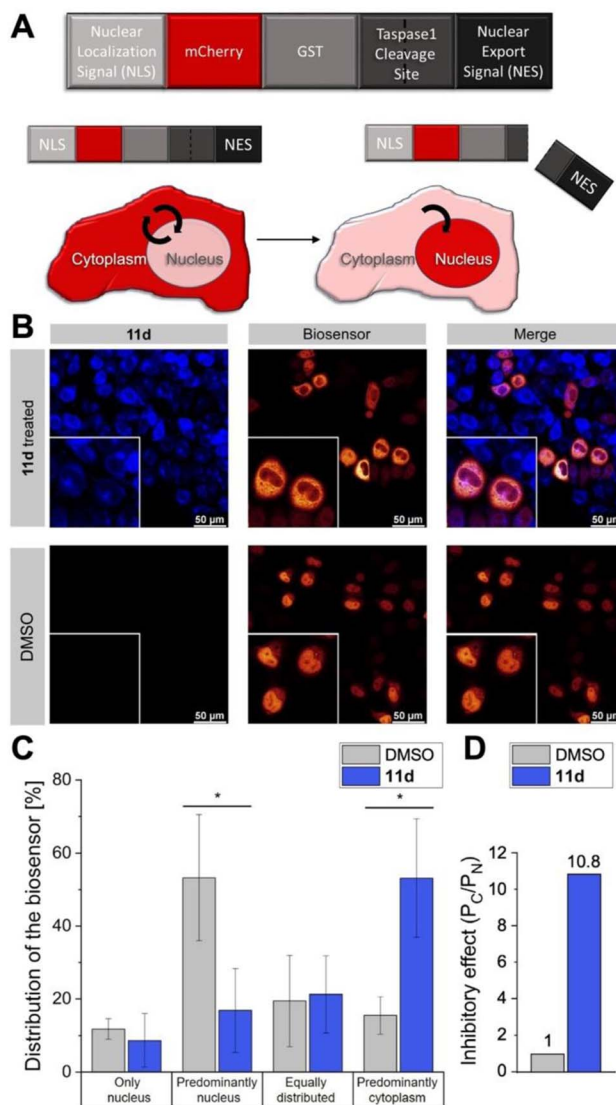 A
Nuclear
Localization
Signal (NLS)
mCherry
GST
Taspase1
Cleavage
Site
Nuclear
Export
Signal (NES)
NLS
NES
NLS
NES
Cytoplasm
Nucleus
Cytoplasm
Nucleus
B
11d
Biosensor
Merge
11d treated
50 µm
50 µm
50 µm
DMSO
50 µm
50 µm
50 µm
C
DMSO
11d
Distribution of the biosensor [%]
80
60
40
20
0
*
*
Only
nucleus
Predominantly
nucleus
Equally
distributed
Predominantly
cytoplasm
D
DMSO
11d
Inhibitory effect (PC/PN)
12
10
8
6
4
2
0
1
10.8